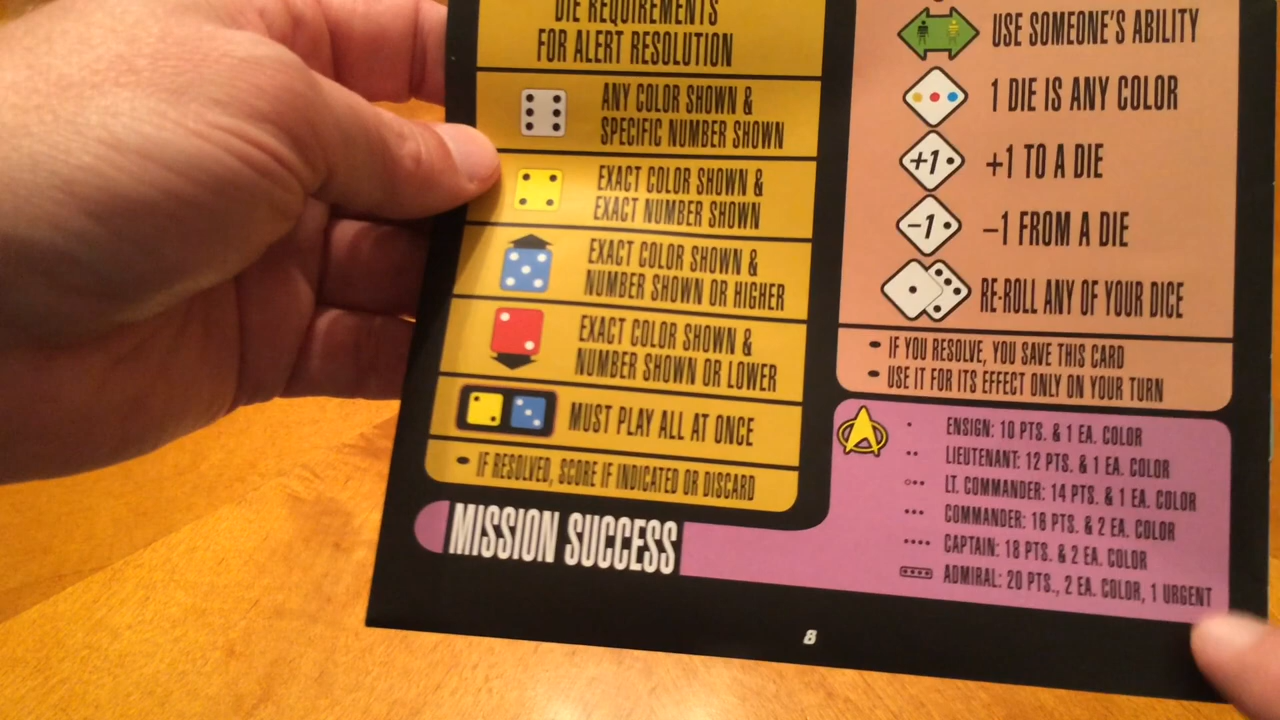 DIE REQUIREMENTS
FOR ALERT RESOLUTION
ANY COLOR SHOWN &
SPECIFIC NUMBER SHOWN
EXACT COLOR SHOWN &
EXACT NUMBER SHOWN
EXACT COLOR SHOWN &
NUMBER SHOWN OR HIGHER
EXACT COLOR SHOWN &
NUMBER SHOWN OR LOWER
MUST PLAY ALL AT ONCE
• IF RESOLVED, SCORE IF INDICATED OR DISCARD
USE SOMEONE'S ABILITY
1 DIE IS ANY COLOR
+1 +1 TO A DIE
-1 –1 FROM A DIE
RE-ROLL ANY OF YOUR DICE
• IF YOU RESOLVE, YOU SAVE THIS CARD
• USE IT FOR ITS EFFECT ONLY ON YOUR TURN
MISSION SUCCESS
ENSIGN: 10 PTS. & 1 EA. COLOR
LIEUTENANT: 12 PTS. & 1 EA. COLOR
LT. COMMANDER: 14 PTS. & 1 EA. COLOR
COMMANDER: 16 PTS. & 2 EA. COLOR
CAPTAIN: 18 PTS. & 2 EA. COLOR
ADMIRAL: 20 PTS., 2 EA. COLOR, 1 URGENT
8